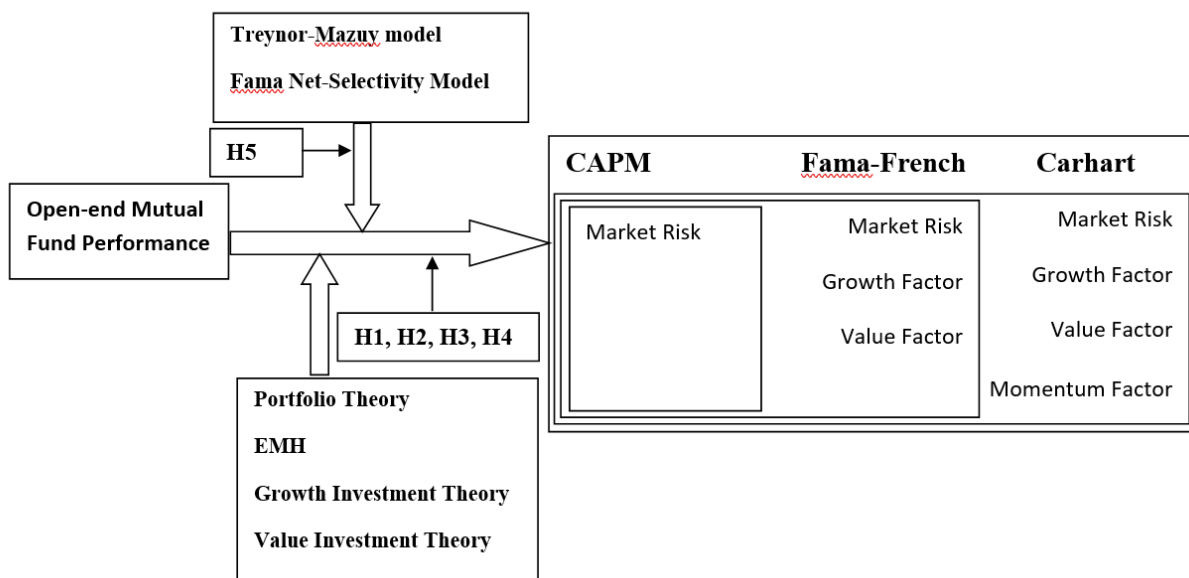 Treynor-Mazuy model
Fama Net-Selectivity Model
H5
Open-end Mutual
Fund Performance
H1, H2, H3, H4
Portfolio Theory
EMH
Growth Investment Theory
Value Investment Theory
CAPM
Market Risk
Fama-French
Market Risk
Growth Factor
Value Factor
Carhart
Market Risk
Growth Factor
Value Factor
Momentum Factor